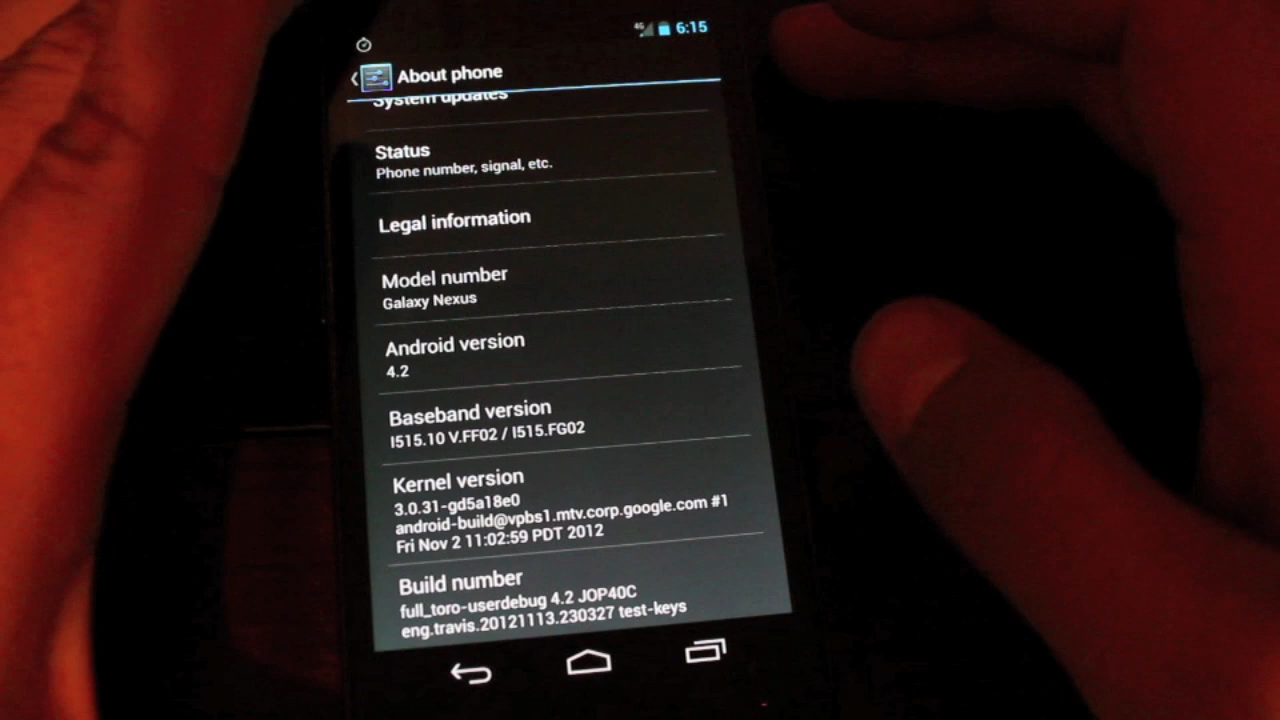 4G 6:15
About phone
System updates
Status
Phone number, signal, etc.
Legal information
Model number
Galaxy Nexus
Android version
4.2
Baseband version
I515.10 V.FF02 / I515.FG02
Kernel version
3.0.31-gd5a18e0
android-build@vpbs1.mtv.corp.google.com #1
Fri Nov 2 11:02:59 PDT 2012
Build number
full_toro-userdebug 4.2 JOP40C
eng.travis.20121113.230327 test-keys